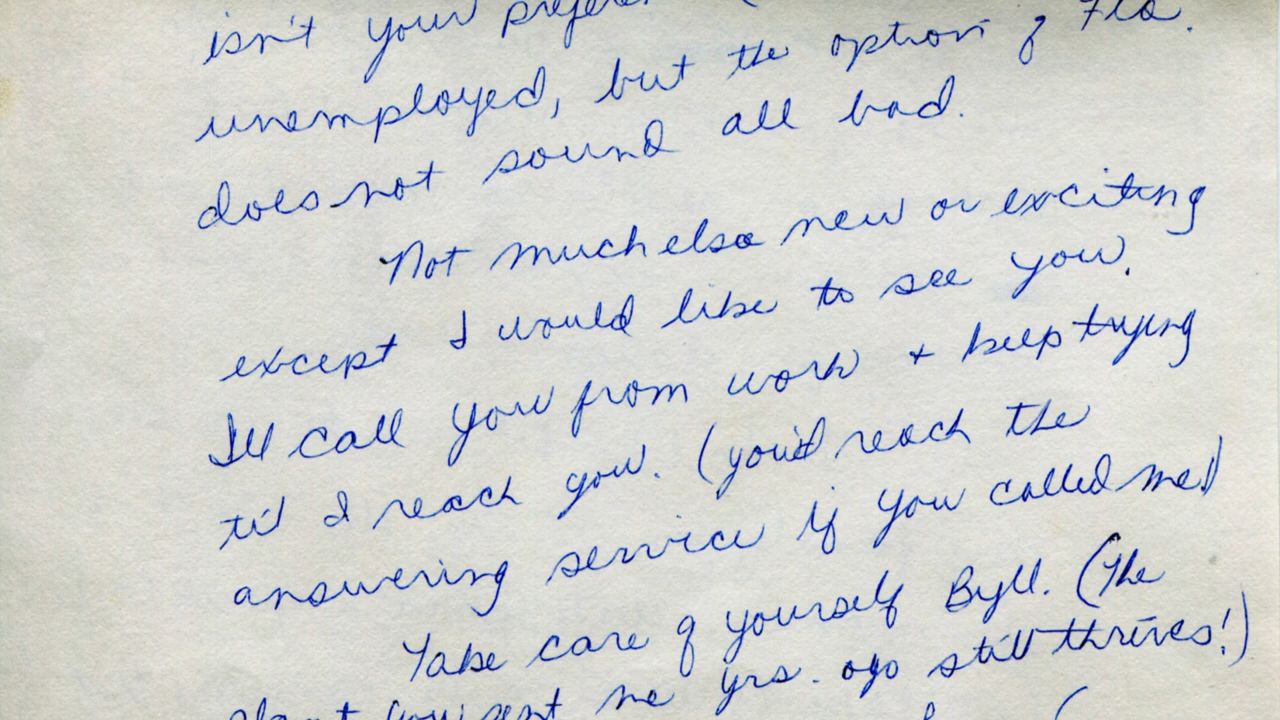 isn't your
unemployed, but the option of Fla.
does not sound all bad.
Not much else new or exciting
except I would like to see you.
I'll call you from work + keep trying
til I reach you. (you'd reach the
answering service if you called me!)
Take care of yourself Byll. (The
plant you sent me yrs. ago still thrives!)